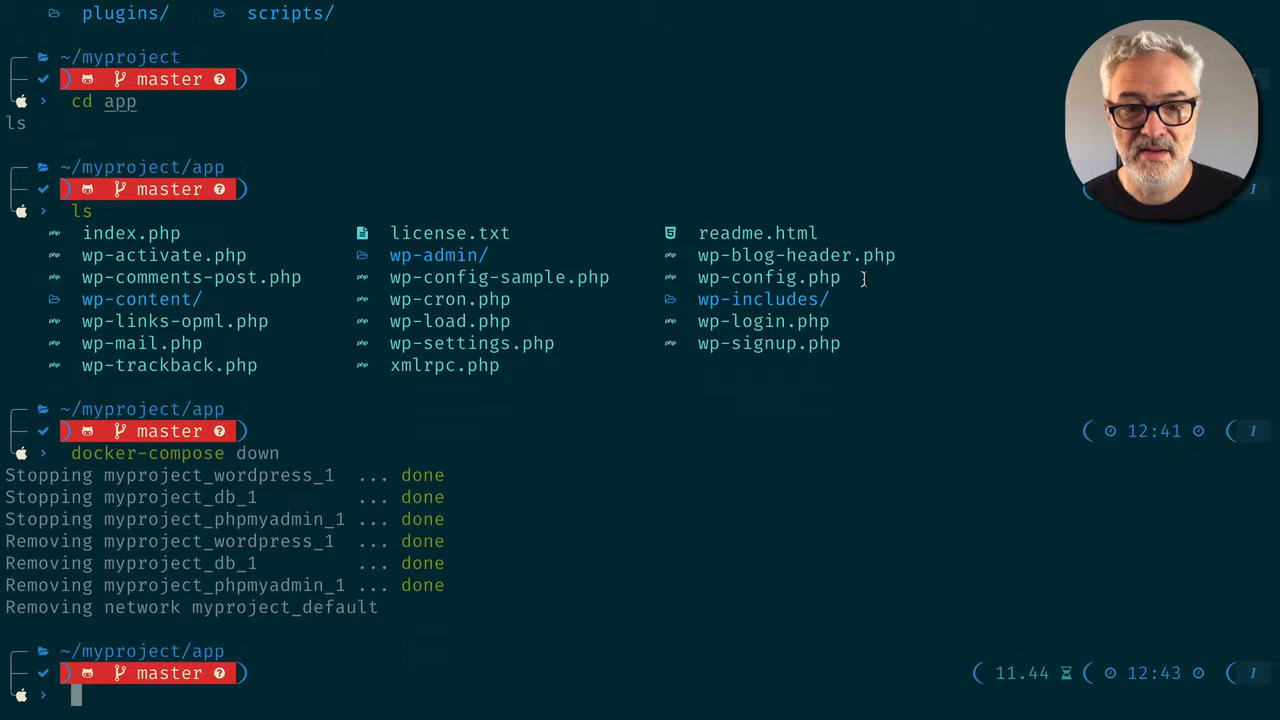 plugins/ scripts/
~/myproject
master ?
> cd app
ls
~/myproject/app
master ? I
> ls
index.php license.txt readme.html
wp-activate.php wp-admin/ wp-blog-header.php
wp-comments-post.php wp-config-sample.php wp-config.php
wp-content/ wp-cron.php wp-includes/
wp-links-opml.php wp-load.php wp-login.php
wp-mail.php wp-settings.php wp-signup.php
wp-trackback.php xmlrpc.php
~/myproject/app
master ? 12:41 I
> docker-compose down
Stopping myproject_wordpress_1 ... done
Stopping myproject_db_1 ... done
Stopping myproject_phpmyadmin_1 ... done
Removing myproject_wordpress_1 ... done
Removing myproject_db_1 ... done
Removing myproject_phpmyadmin_1 ... done
Removing network myproject_default
~/myproject/app
master ? 11.44 12:43 I
>